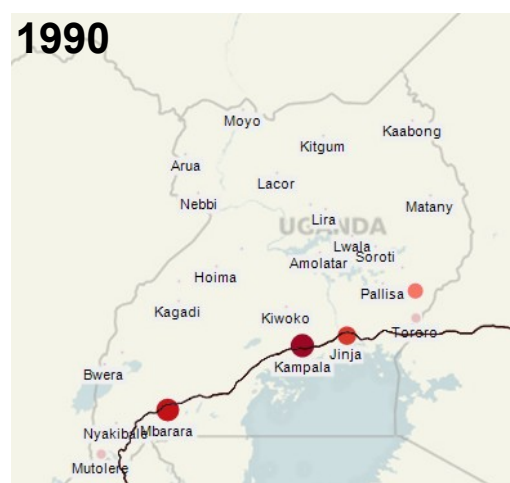 1990
Moyo
Kaabong
Kitgum
Arua
Lacor
Nebbi
Matany
Lira
UGANDA
Lwala
Soroti
Amolatar
Hoima
Pallisa
Kagadi
Kiwoko
Tororo
Jinja
Kampala
Bwera
Nyakibale
Mbarara
Mutolere